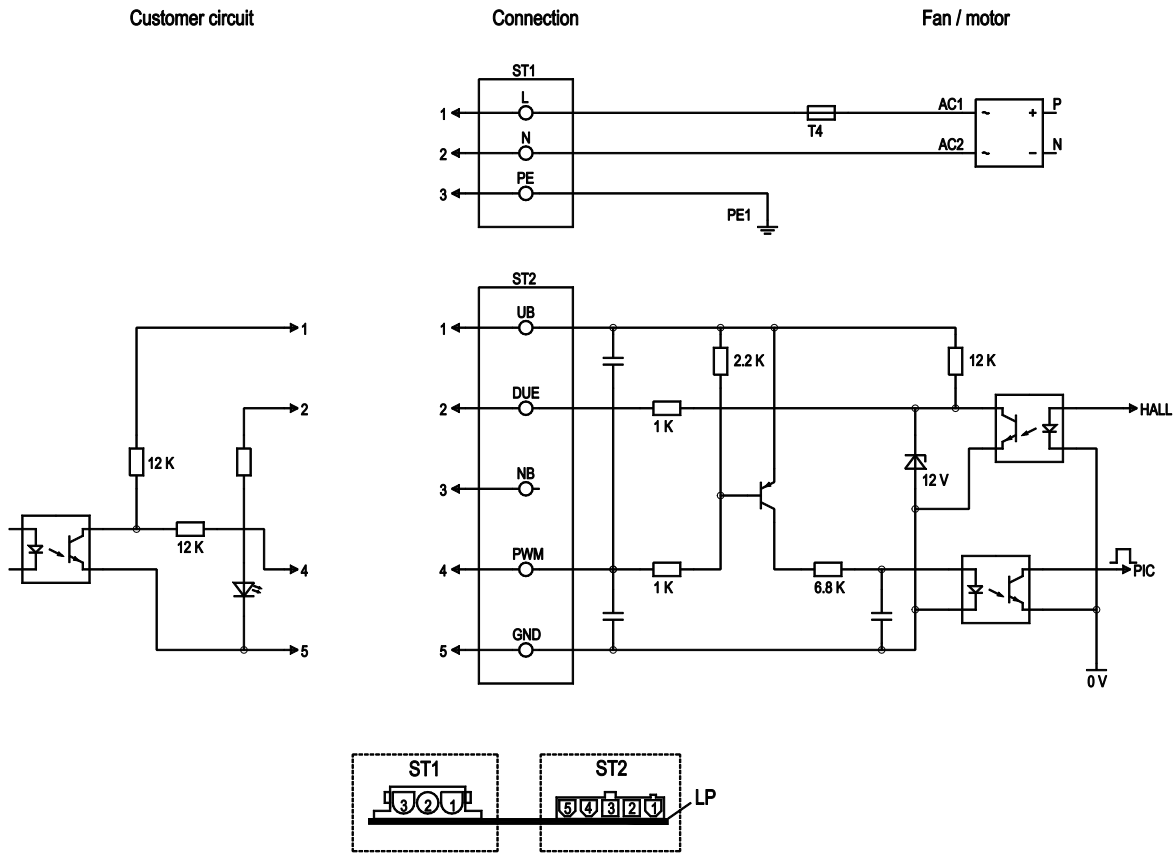 Customer circuit
Connection
Fan / motor
ST1
L
1
AC1
~
+
P
T4
N
2
AC2
~
−
N
PE
3
PE1
ST2
UB
1
1
2.2 K
12 K
DUE
2
2
HALL
1 K
12 K
NB
3
12 V
12 K
PWM
4
4
PIC
1 K
6.8 K
GND
5
5
0 V
ST1
ST2
LP
3 2 1
5 4 3 2 1